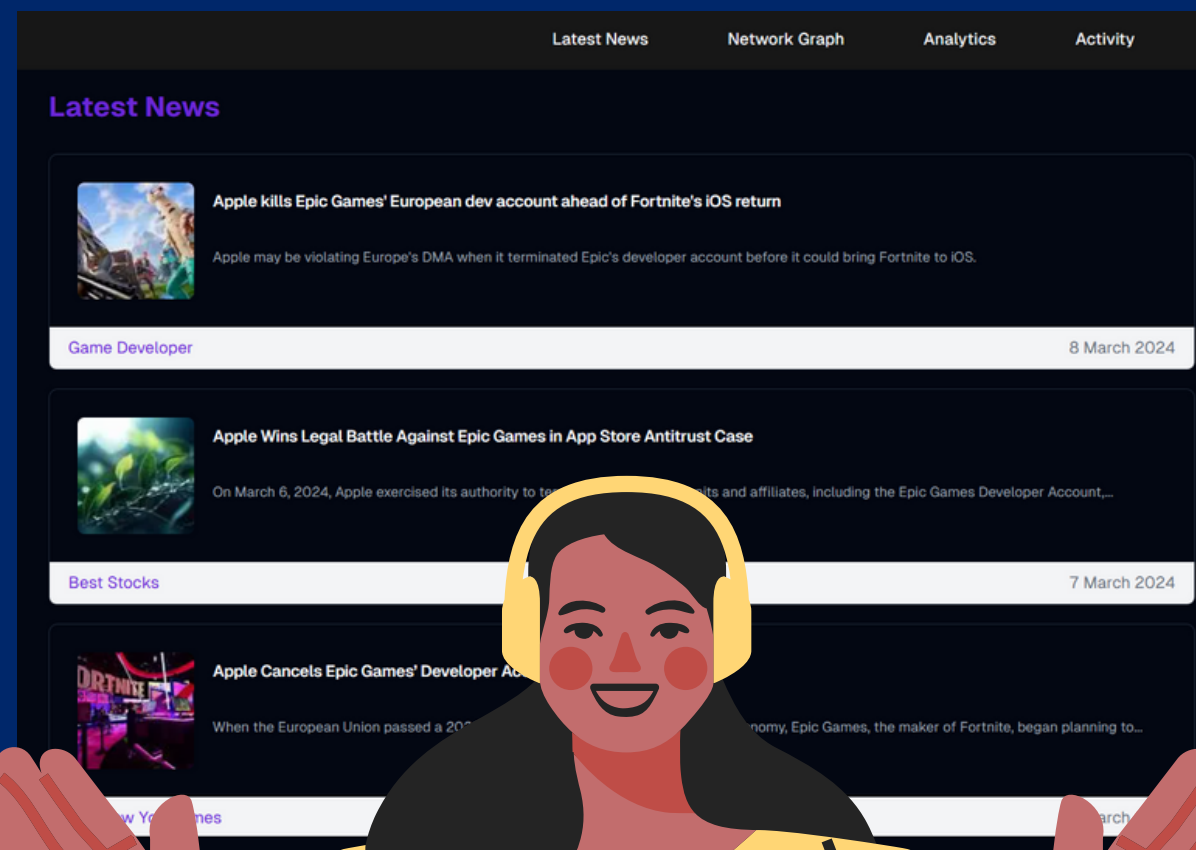 Latest News Network Graph Analytics Activity
Latest News
Apple kills Epic Games' European dev account ahead of Fortnite's iOS return
Apple may be violating Europe's DMA when it terminated Epic's developer account before it could bring Fortnite to iOS.
Game Developer 8 March 2024
Apple Wins Legal Battle Against Epic Games in App Store Antitrust Case
On March 6, 2024, Apple exercised its authority to and affiliates, including the Epic Games Developer Account,...
Best Stocks 7 March 2024
Apple Cancels Epic Games' Developer
When the European Union passed a Epic Games, the maker of Fortnite, began planning to...